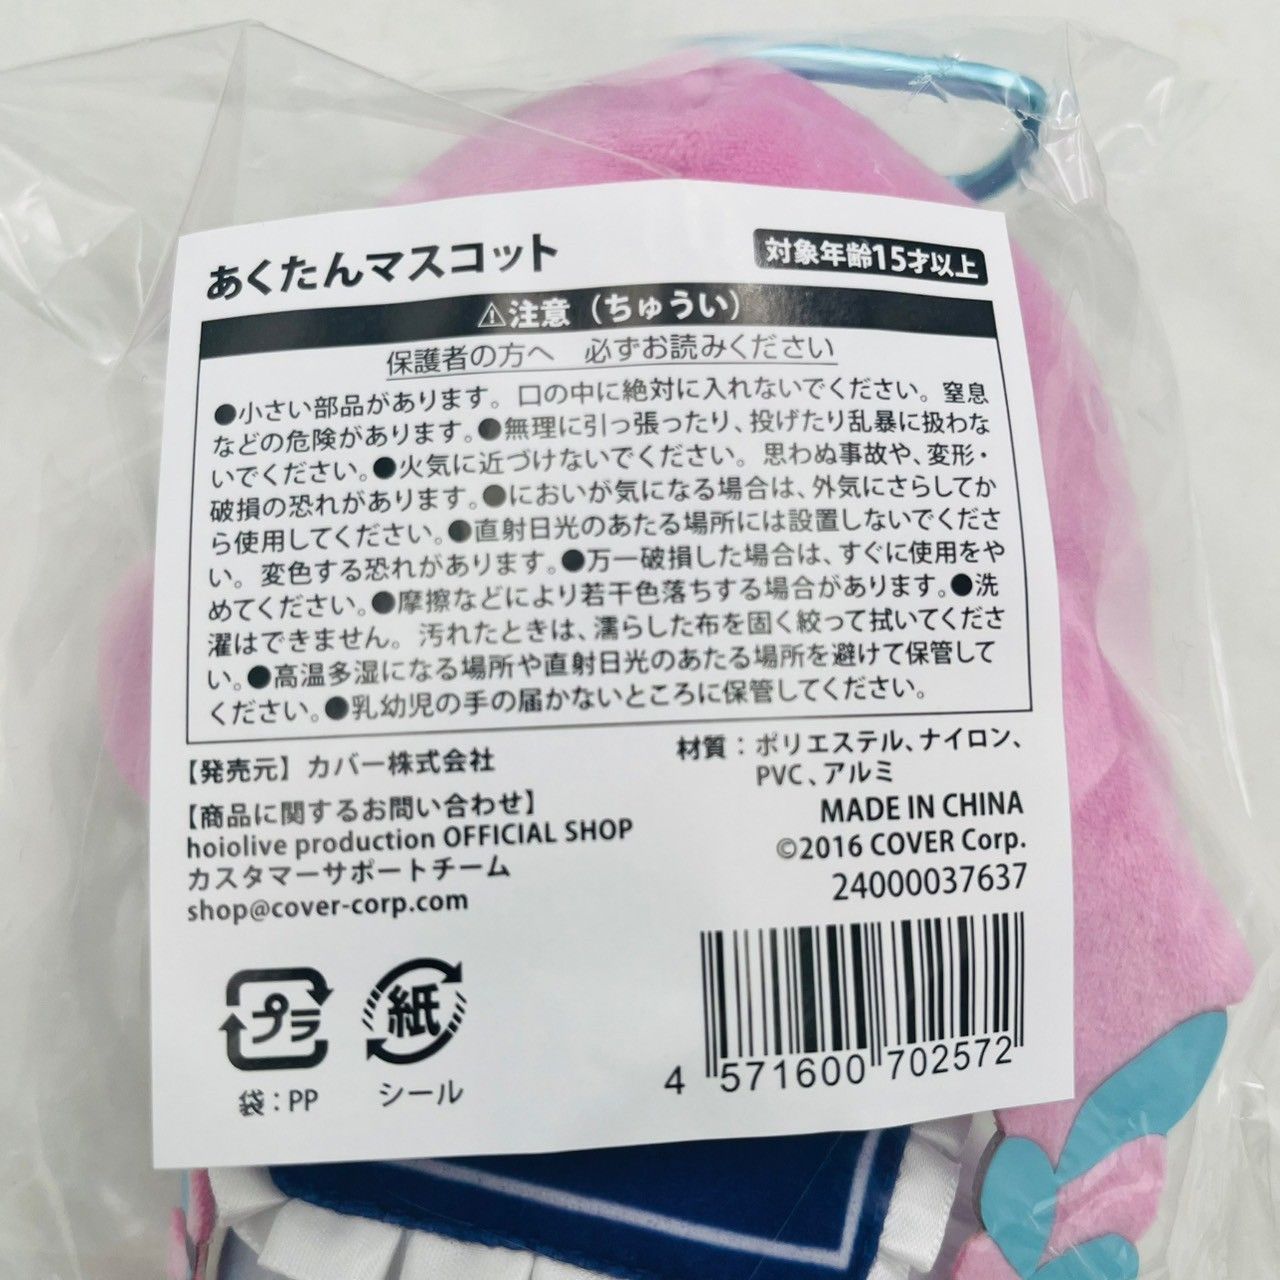 あくたんマスコット
対象年齢15才以上
⚠注意（ちゅうい）
保護者の方へ　必ずお読みください
●小さい部品があります。口の中に絶対に入れないでください。窒息
などの危険があります。●無理に引っ張ったり、投げたり乱暴に扱わな
いでください。●火気に近づけないでください。思わぬ事故や、変形・
破損の恐れがあります。●においが気になる場合は、外気にさらしてか
ら使用してください。●直射日光のあたる場所には設置しないでくださ
い。変色する恐れがあります。●万一破損した場合は、すぐに使用をや
めてください。●摩擦などにより若干色落ちする場合があります。●洗
濯はできません。汚れたときは、濡らした布を固く絞って拭いてくださ
い。●高温多湿になる場所や直射日光のあたる場所を避けて保管して
ください。●乳幼児の手の届かないところに保管してください。
【発売元】カバー株式会社
【商品に関するお問い合わせ】
hoiolive production OFFICIAL SHOP
カスタマーサポートチーム
shop@cover-corp.com
材質：ポリエステル、ナイロン、
PVC、アルミ
MADE IN CHINA
©2016 COVER Corp.
24000037637
プラ
袋：PP
紙
シール
4 571600 702572